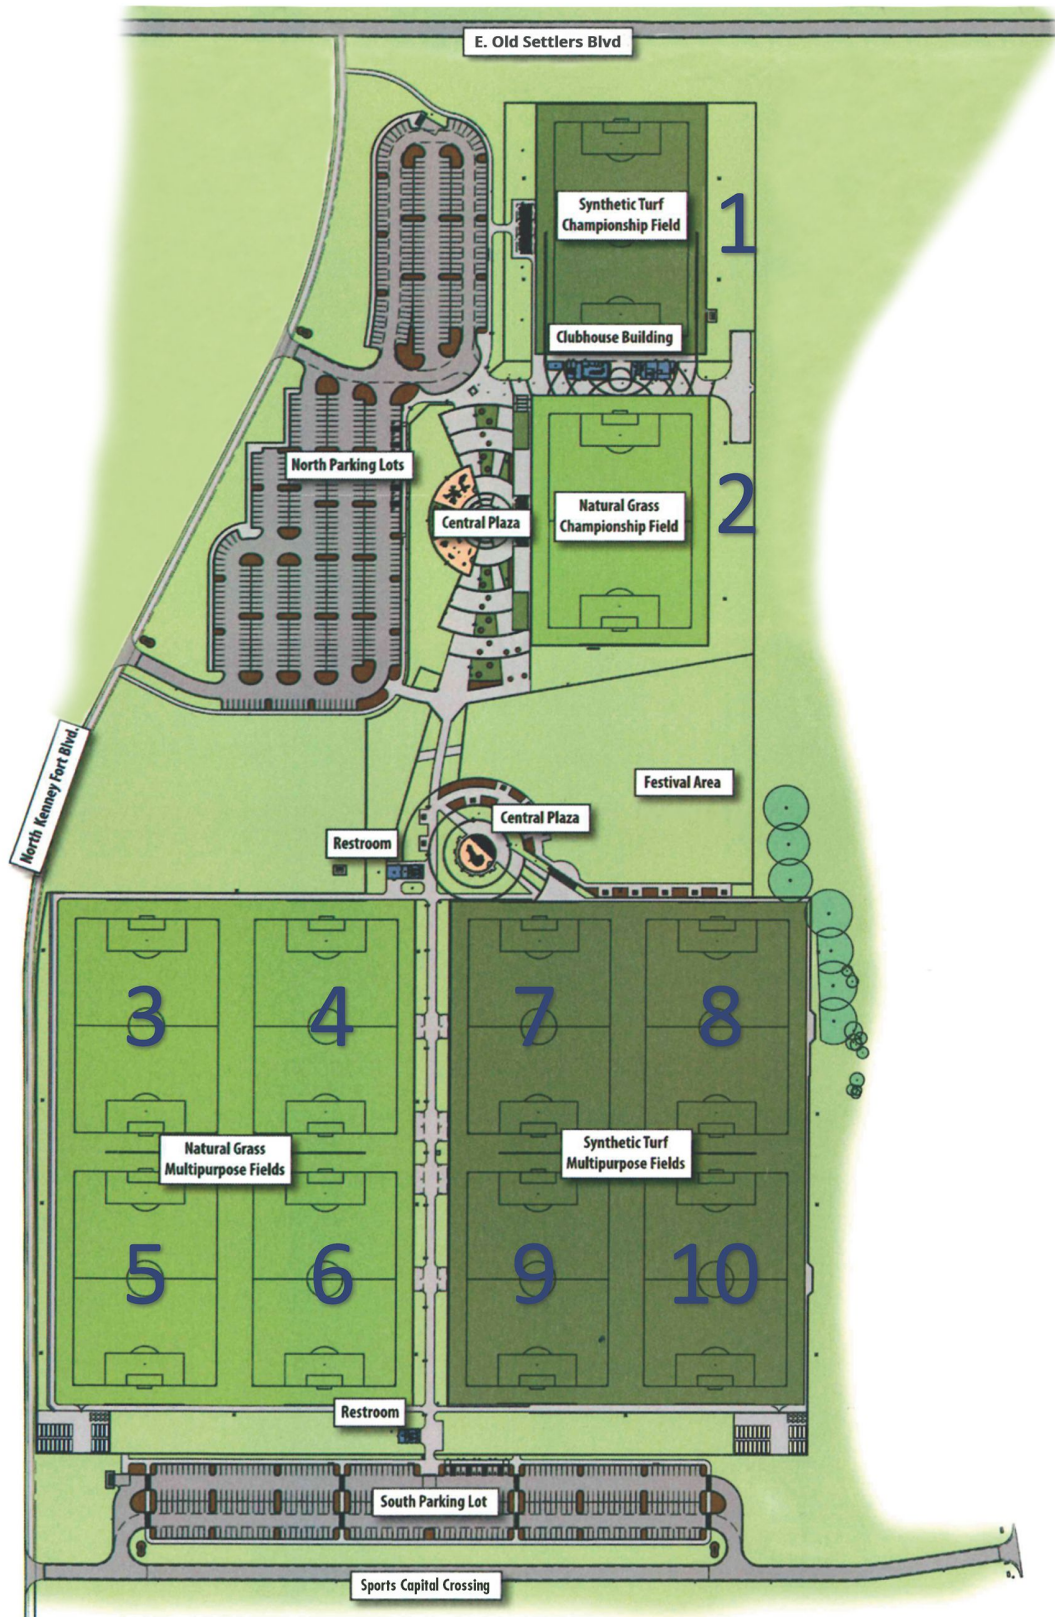 E. Old Settlers Blvd
Synthetic Turf
Championship Field
1
Clubhouse Building
North Parking Lots
Natural Grass
Championship Field
2
Central Plaza
North Kenney Fort Blvd.
Festival Area
Central Plaza
Restroom
3
4
7
8
Natural Grass
Multipurpose Fields
Synthetic Turf
Multipurpose Fields
5
6
9
10
Restroom
South Parking Lot
Sports Capital Crossing